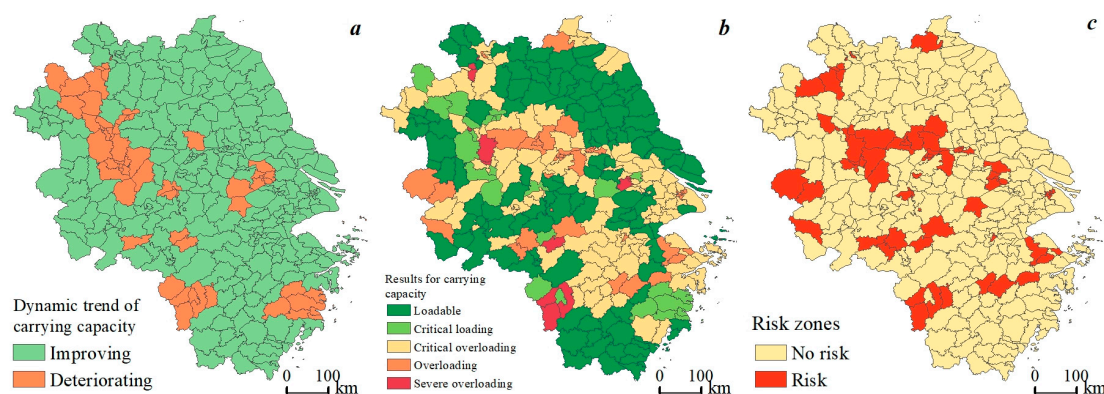 a
Dynamic trend of
carrying capacity
Improving
Deteriorating
0 100
km
b
Results for carrying
capacity
Loadable
Critical loading
Critical overloading
Overloading
Severe overloading
0 100
km
c
Risk zones
No risk
Risk
0 100
km